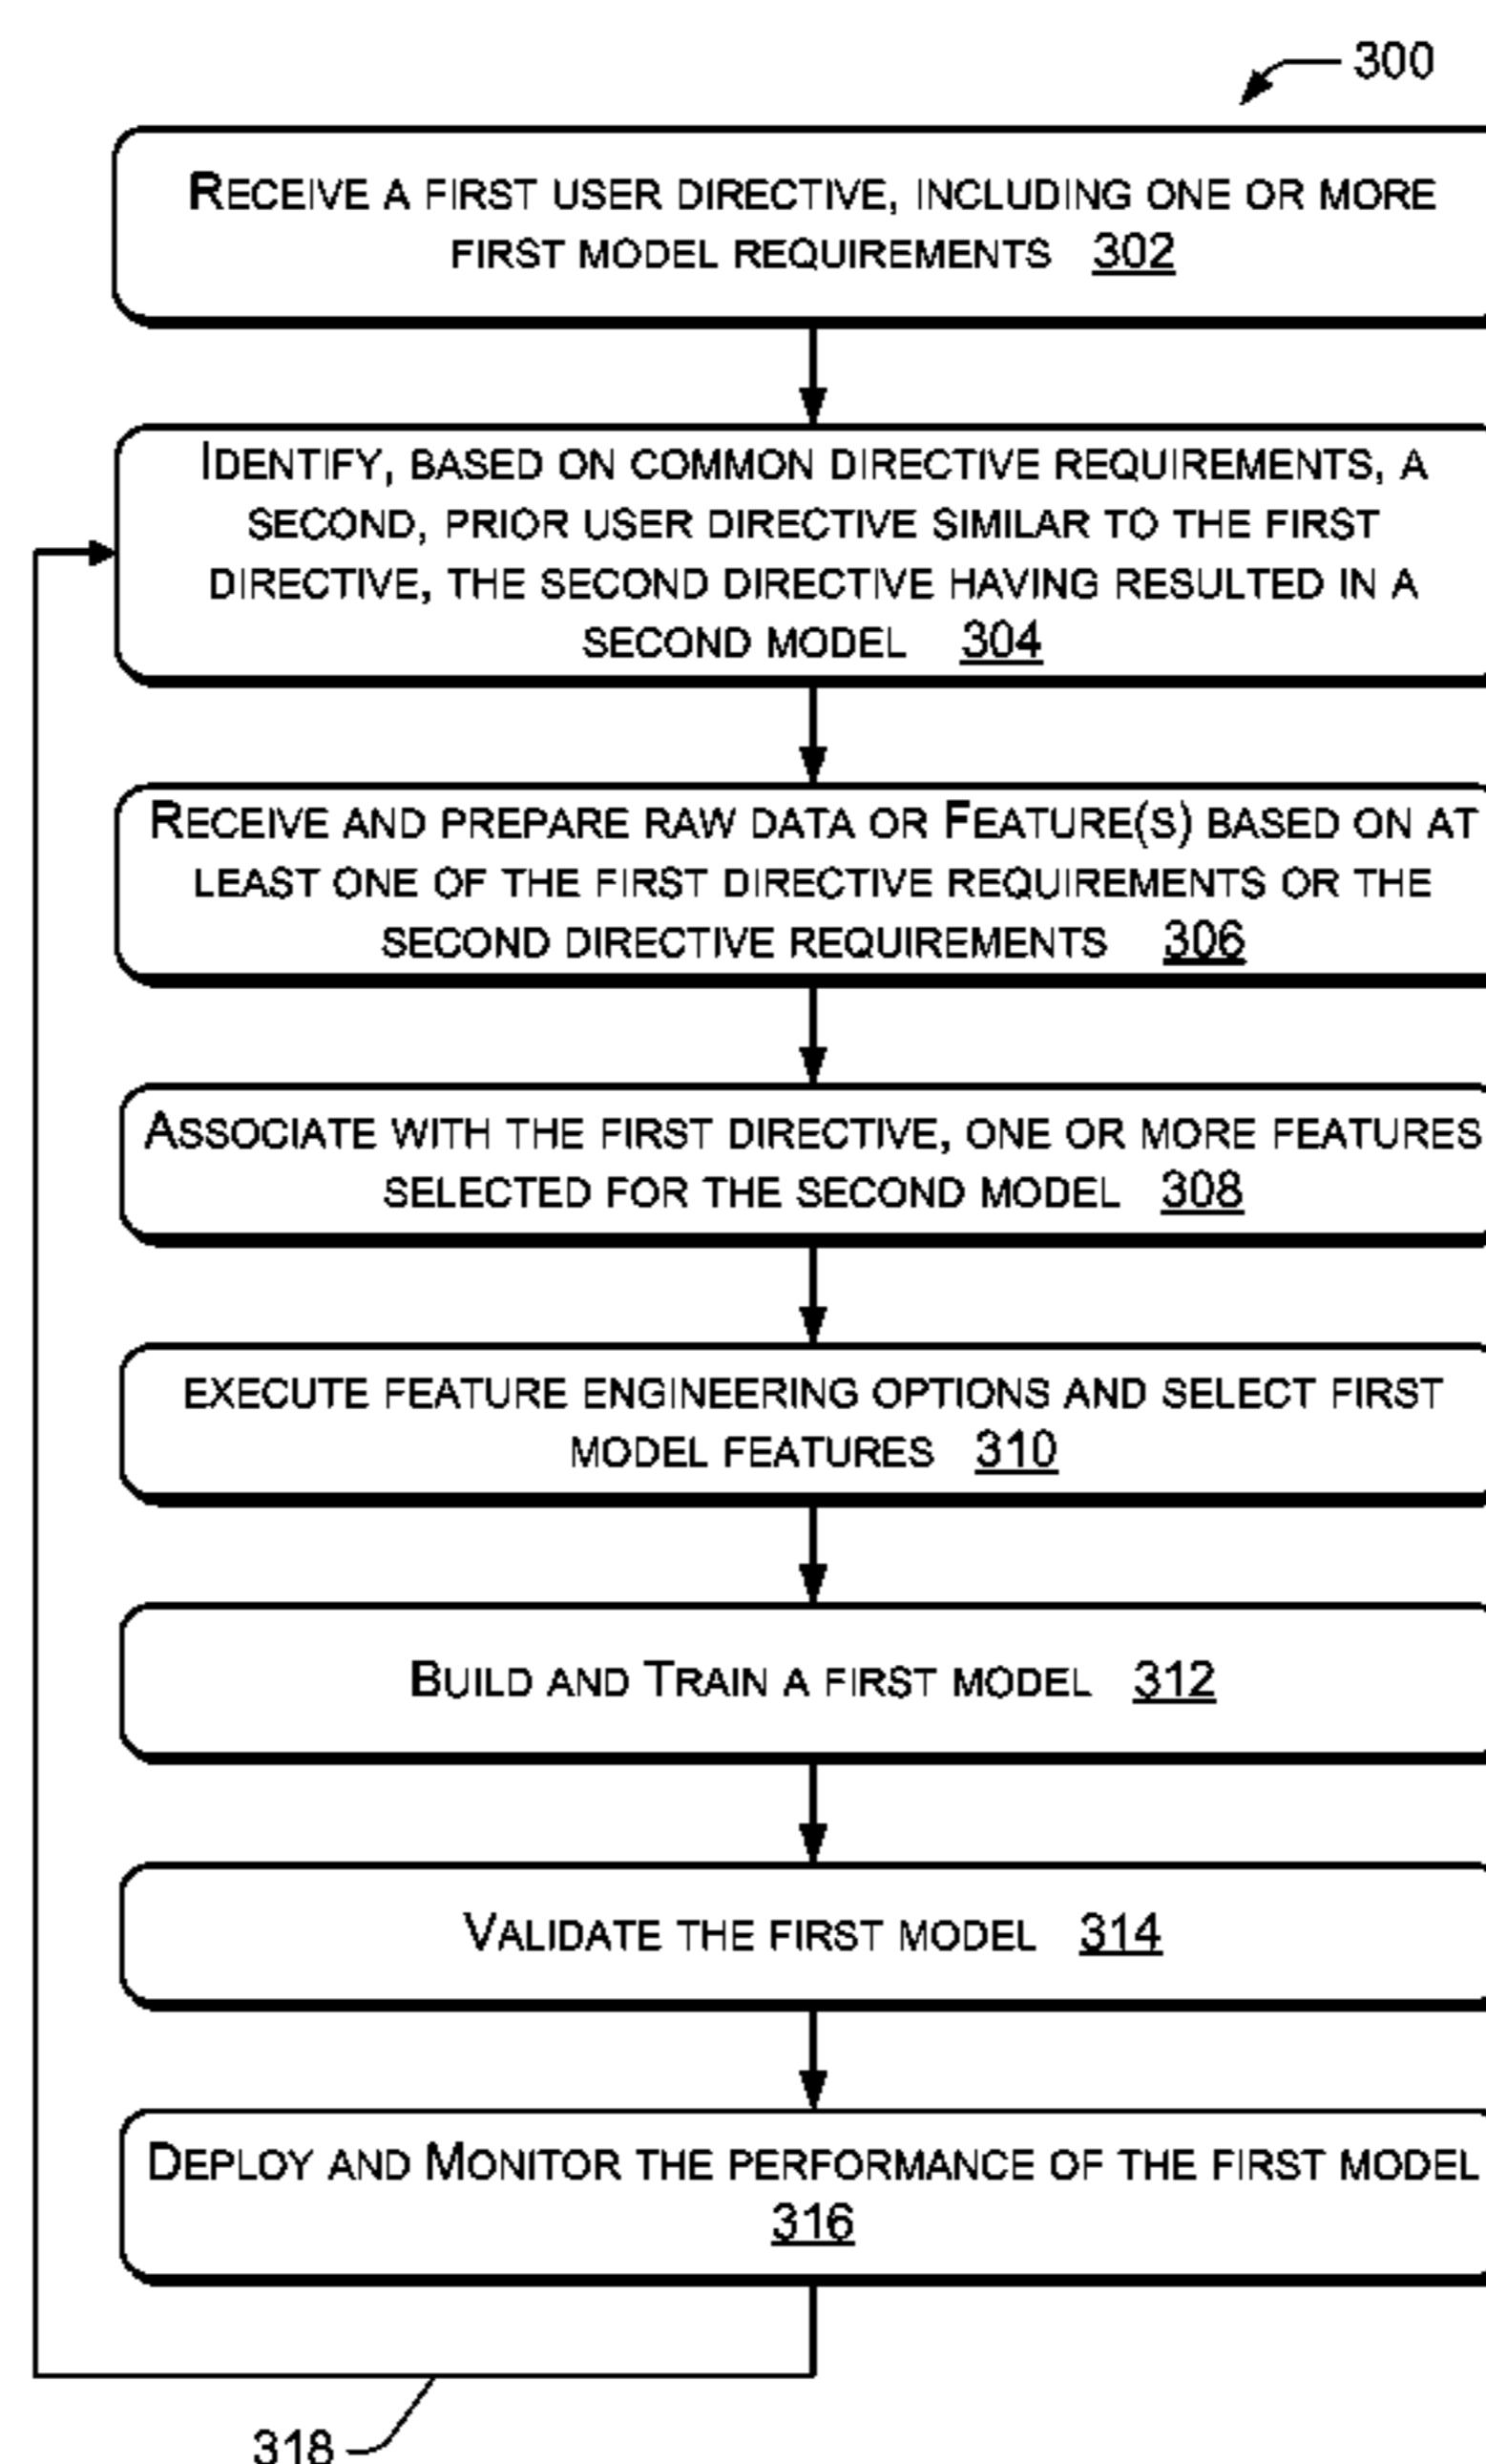 300
RECEIVE A FIRST USER DIRECTIVE, INCLUDING ONE OR MORE
FIRST MODEL REQUIREMENTS 302
IDENTIFY, BASED ON COMMON DIRECTIVE REQUIREMENTS, A
SECOND, PRIOR USER DIRECTIVE SIMILAR TO THE FIRST
DIRECTIVE, THE SECOND DIRECTIVE HAVING RESULTED IN A
SECOND MODEL 304
RECEIVE AND PREPARE RAW DATA OR FEATURE(S) BASED ON AT
LEAST ONE OF THE FIRST DIRECTIVE REQUIREMENTS OR THE
SECOND DIRECTIVE REQUIREMENTS 306
ASSOCIATE WITH THE FIRST DIRECTIVE, ONE OR MORE FEATURES
SELECTED FOR THE SECOND MODEL 308
EXECUTE FEATURE ENGINEERING OPTIONS AND SELECT FIRST
MODEL FEATURES 310
BUILD AND TRAIN A FIRST MODEL 312
VALIDATE THE FIRST MODEL 314
DEPLOY AND MONITOR THE PERFORMANCE OF THE FIRST MODEL
316
318